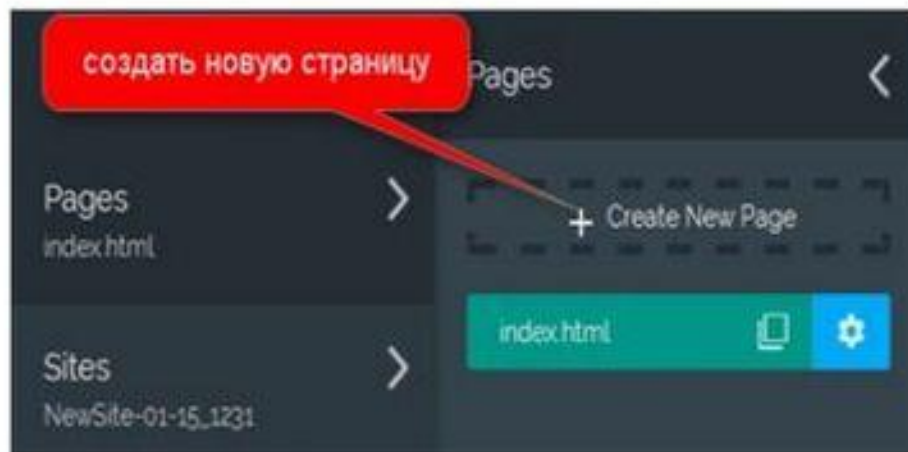 создать новую страницу
Pages
index.html
Sites
NewSite-01-15_1231
Pages
+ Create New Page
index.html